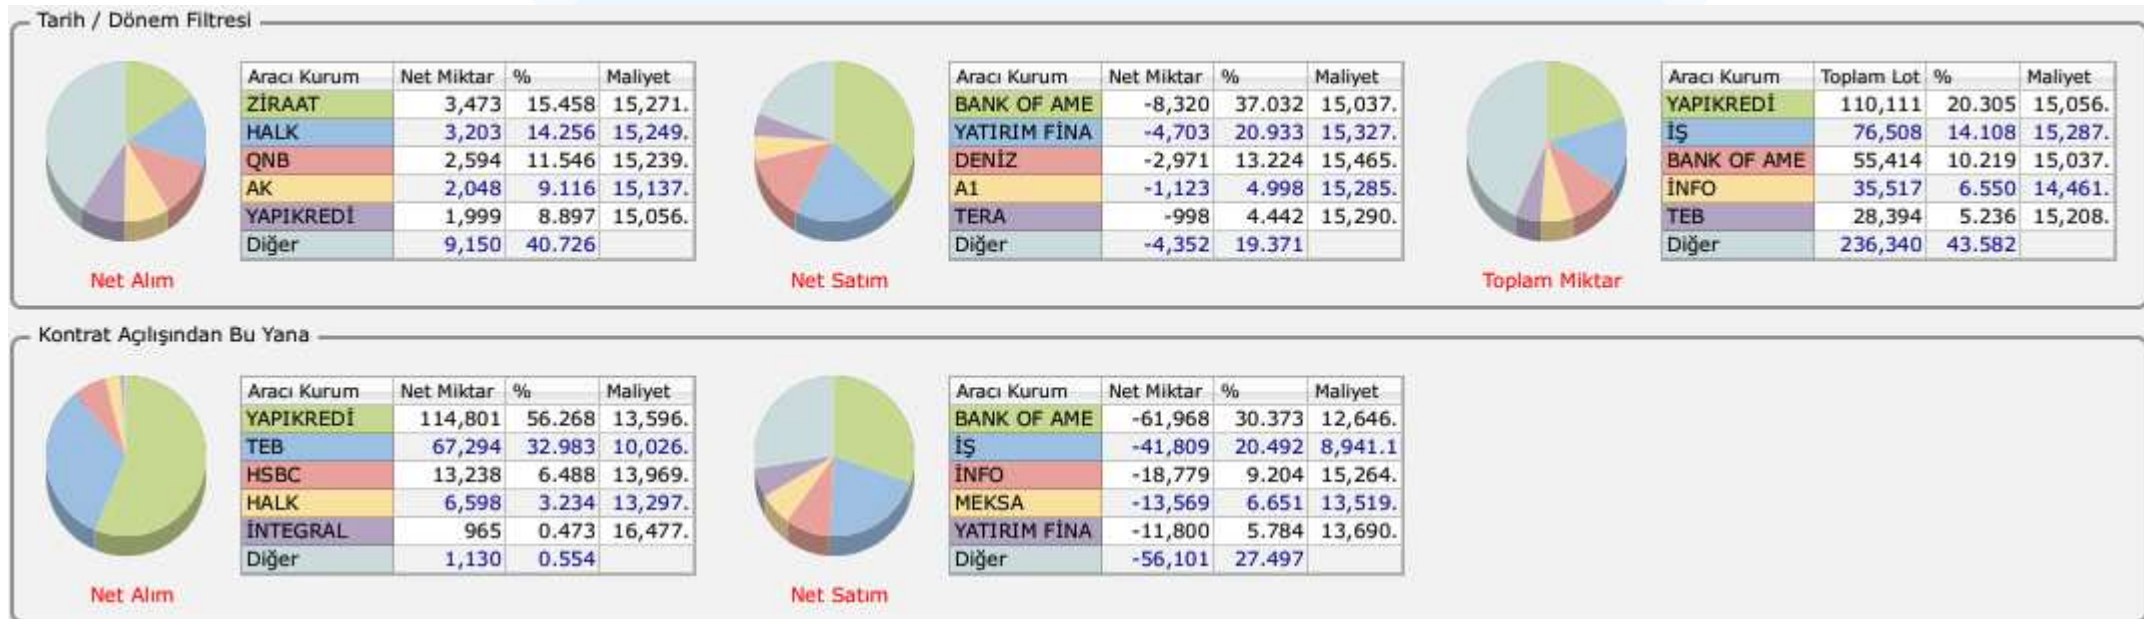 Tarih / Dönem Filtresi
Aracı Kurum Net Miktar % Maliyet
ZİRAAT 3,473 15.458 15,271.
HALK 3,203 14.256 15,249.
QNB 2,594 11.546 15,239.
AK 2,048 9.116 15,137.
YAPIKREDİ 1,999 8.897 15,056.
Diğer 9,150 40.726
Net Alım
Aracı Kurum Net Miktar % Maliyet
BANK OF AME -8,320 37.032 15,037.
YATIRIM FİNA -4,703 20.933 15,327.
DENİZ -2,971 13.224 15,465.
A1 -1,123 4.998 15,285.
TERA -998 4.442 15,290.
Diğer -4,352 19.371
Net Satım
Aracı Kurum Toplam Lot % Maliyet
YAPIKREDİ 110,111 20.305 15,056.
İŞ 76,508 14.108 15,287.
BANK OF AME 55,414 10.219 15,037.
İNFO 35,517 6.550 14,461.
TEB 28,394 5.236 15,208.
Diğer 236,340 43.582
Toplam Miktar
Kontrat Açılışından Bu Yana
Aracı Kurum Net Miktar % Maliyet
YAPIKREDİ 114,801 56.268 13,596.
TEB 67,294 32.983 10,026.
HSBC 13,238 6.488 13,969.
HALK 6,598 3.234 13,297.
İNTEGRAL 965 0.473 16,477.
Diğer 1,130 0.554
Net Alım
Aracı Kurum Net Miktar % Maliyet
BANK OF AME -61,968 30.373 12,646.
İŞ -41,809 20.492 8,941.1
İNFO -18,779 9.204 15,264.
MEKSA -13,569 6.651 13,519.
YATIRIM FİNA -11,800 5.784 13,690.
Diğer -56,101 27.497
Net Satım